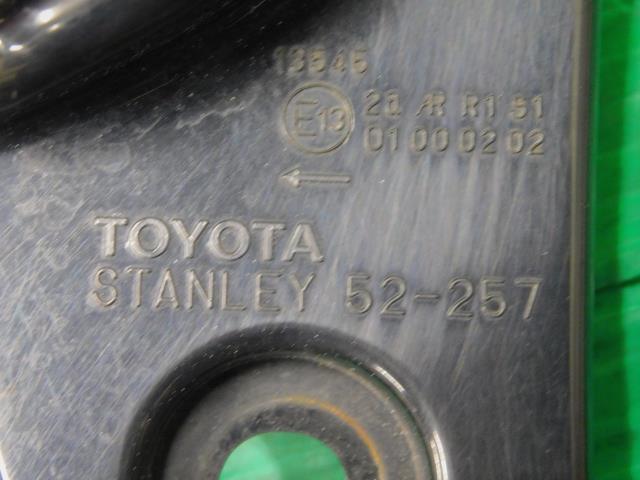 13545
E13 2a AR R1 S1
01 00 02 02
←
TOYOTA
STANLEY 52-257